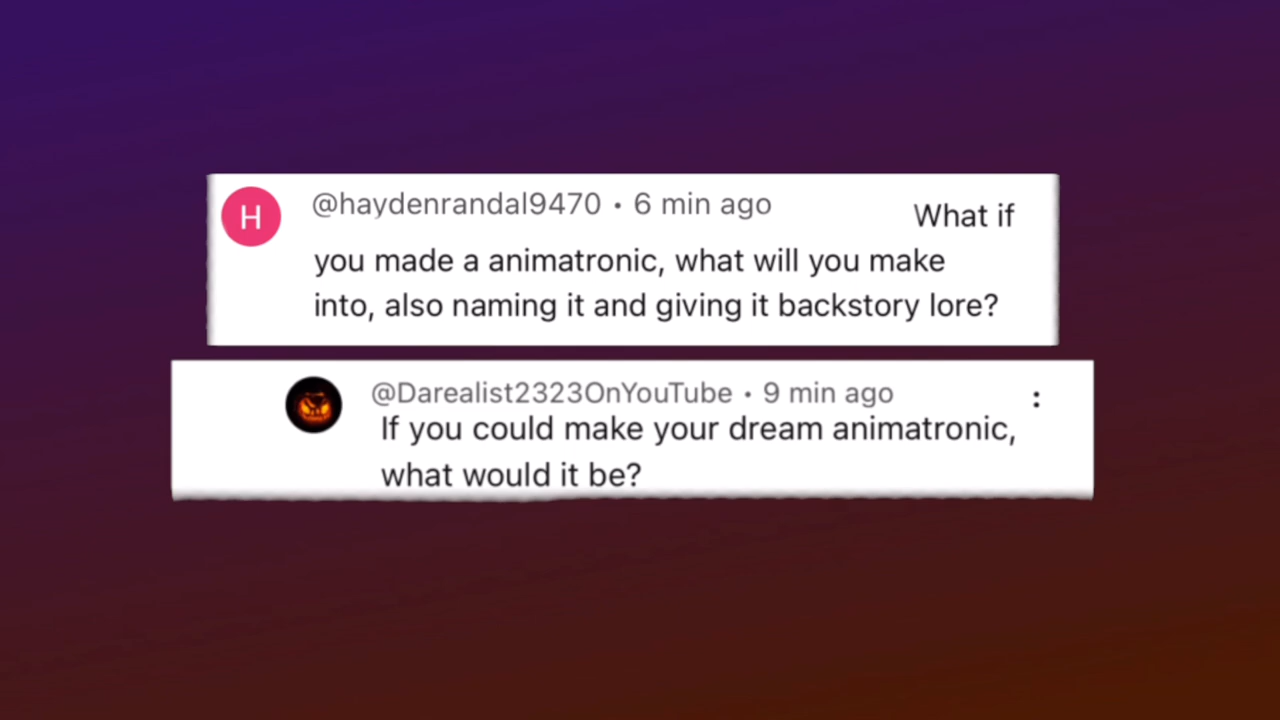 H
@haydenrandal9470 • 6 min ago
What if
you made a animatronic, what will you make
into, also naming it and giving it backstory lore?
@Darealist2323OnYouTube • 9 min ago
If you could make your dream animatronic,
what would it be?